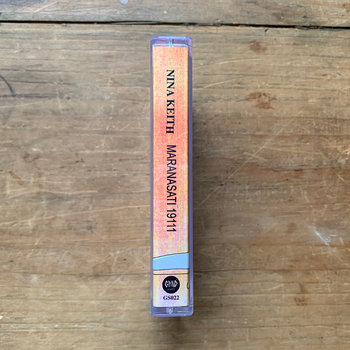 NINA KEITH MARANASATI 19111
GS022